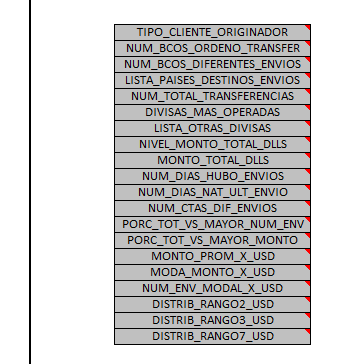 TIPO_CLIENTE_ORIGINADOR
NUM_BCOS_ORDENO_TRANSFER
NUM_BCOS_DIFERENTES_ENVIOS
LISTA_PAISES_DESTINOS_ENVIOS
NUM_TOTAL_TRANSFERENCIAS
DIVISAS_MAS_OPERADAS
LISTA_OTRAS_DIVISAS
NIVEL_MONTO_TOTAL_DLLS
MONTO_TOTAL_DLLS
NUM_DIAS_HUBO_ENVIOS
NUM_DIAS_NAT_ULT_ENVIO
NUM_CTAS_DIF_ENVIOS
PORC_TOT_VS_MAYOR_NUM_ENV
PORC_TOT_VS_MAYOR_MONTO
MONTO_PROM_X_USD
MODA_MONTO_X_USD
NUM_ENV_MODAL_X_USD
DISTRIB_RANGO2_USD
DISTRIB_RANGO3_USD
DISTRIB_RANGO7_USD